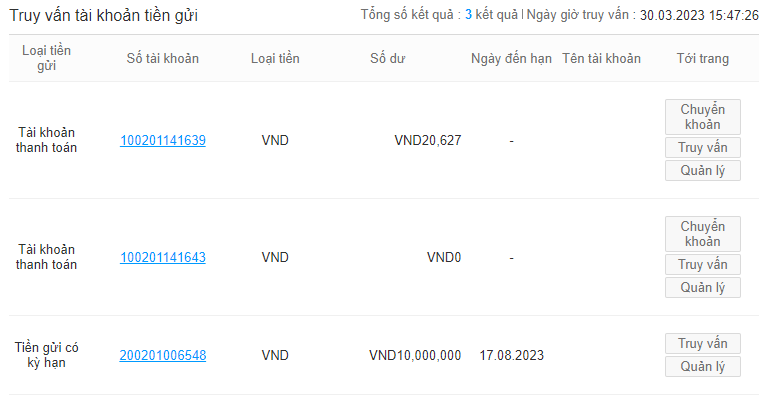 Truy vấn tài khoản tiền gửi Tổng số kết quả : 3 kết quả | Ngày giờ truy vấn : 30.03.2023 15:47:26
Loại tiền gửi Số tài khoản Loại tiền Số dư Ngày đến hạn Tên tài khoản Tới trang
Tài khoản thanh toán 100201141639 VND VND20,627 -
Chuyển khoản
Truy vấn
Quản lý
Tài khoản thanh toán 100201141643 VND VND0 -
Chuyển khoản
Truy vấn
Quản lý
Tiền gửi có kỳ hạn 200201006548 VND VND10,000,000 17.08.2023
Truy vấn
Quản lý